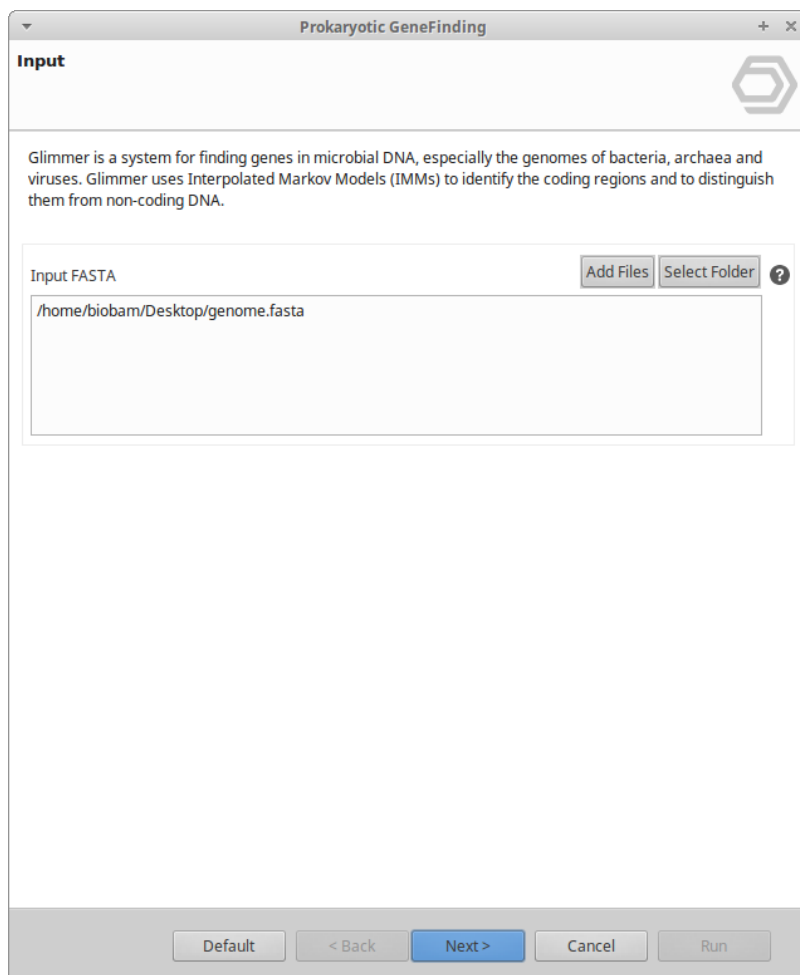 Prokaryotic GeneFinding
Input
Glimmer is a system for finding genes in microbial DNA, especially the genomes of bacteria, archaea and
viruses. Glimmer uses Interpolated Markov Models (IMMs) to identify the coding regions and to distinguish
them from non-coding DNA.
Input FASTA Add Files Select Folder ?
/home/biobam/Desktop/genome.fasta
Default < Back Next > Cancel Run